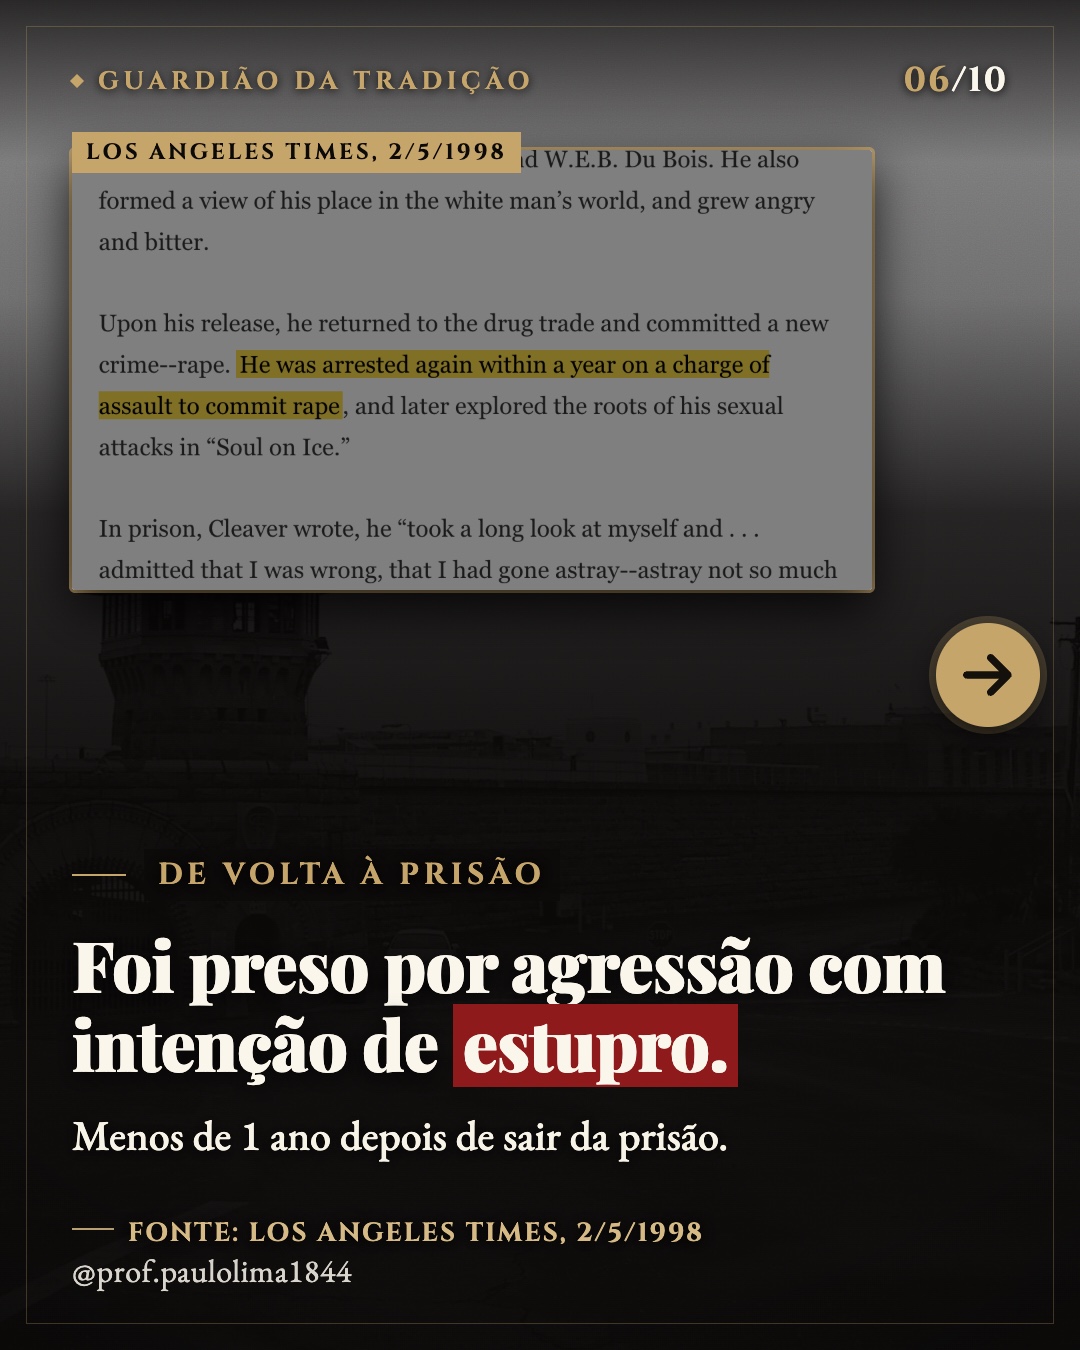 GUARDIÃO DA TRADIÇÃO
06/10
LOS ANGELES TIMES, 2/5/1998
W.E.B. Du Bois. He also
formed a view of his place in the white man’s world, and grew angry
and bitter.
Upon his release, he returned to the drug trade and committed a new
crime--rape. He was arrested again within a year on a charge of
assault to commit rape, and later explored the roots of his sexual
attacks in “Soul on Ice.”
In prison, Cleaver wrote, he “took a long look at myself and . . .
admitted that I was wrong, that I had gone astray--astray not so much
DE VOLTA À PRISÃO
Foi preso por agressão com
intenção de estupro.
Menos de 1 ano depois de sair da prisão.
FONTE: LOS ANGELES TIMES, 2/5/1998
@prof.paulolima1844